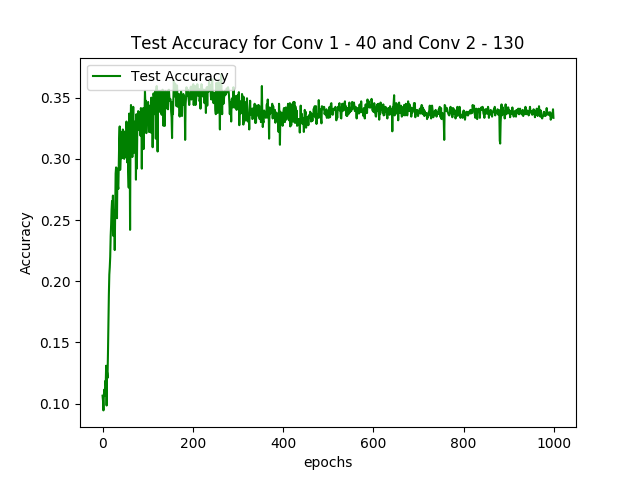 Test Accuracy for Conv 1 - 40 and Conv 2 - 130
Test Accuracy
0.35
0.30
0.25
0.20
0.15
0.10
Accuracy
0 200 400 600 800 1000
epochs